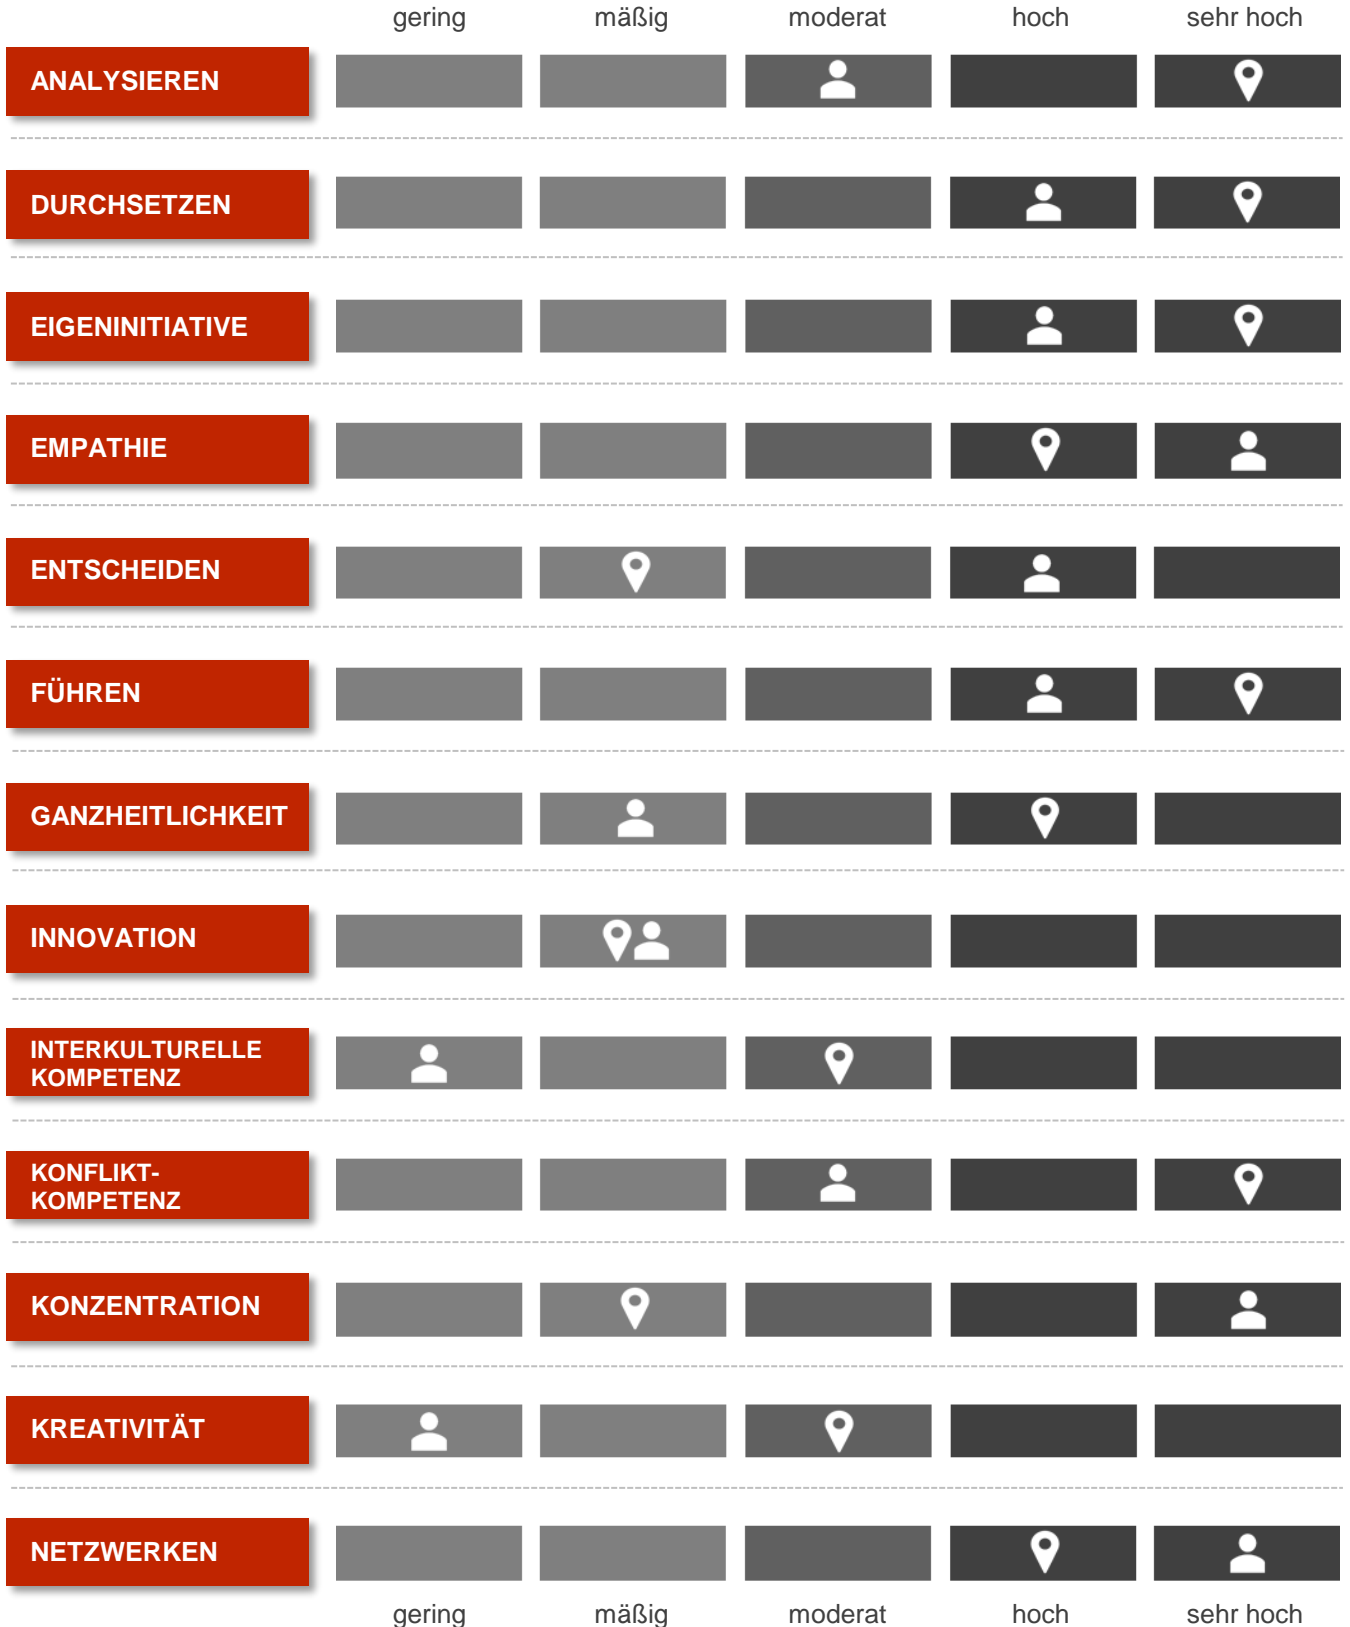 gering mäßig moderat hoch sehr hoch
ANALYSIEREN
DURCHSETZEN
EIGENINITIATIVE
EMPATHIE
ENTSCHEIDEN
FÜHREN
GANZHEITLICHKEIT
INNOVATION
INTERKULTURELLE
KOMPETENZ
KONFLIKT-
KOMPETENZ
KONZENTRATION
KREATIVITÄT
NETZWERKEN
gering mäßig moderat hoch sehr hoch